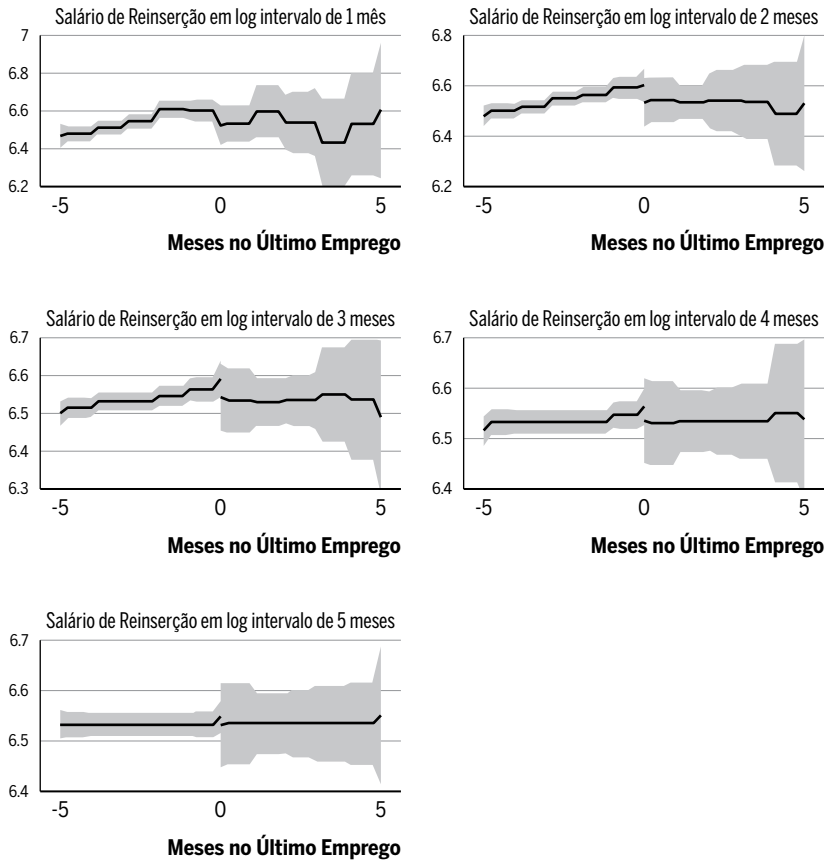 Salário de Reinserção em log intervalo de 1 mês
7
6.8
6.6
6.4
6.2
-5 0 5
Meses no Último Emprego
Salário de Reinserção em log intervalo de 2 meses
6.8
6.6
6.4
6.2
-5 0 5
Meses no Último Emprego
Salário de Reinserção em log intervalo de 3 meses
6.7
6.6
6.5
6.3
-5 0 5
Meses no Último Emprego
Salário de Reinserção em log intervalo de 4 meses
6.7
6.6
6.5
6.4
-5 0 5
Meses no Último Emprego
Salário de Reinserção em log intervalo de 5 meses
6.7
6.6
6.5
6.4
-5 0 5
Meses no Último Emprego